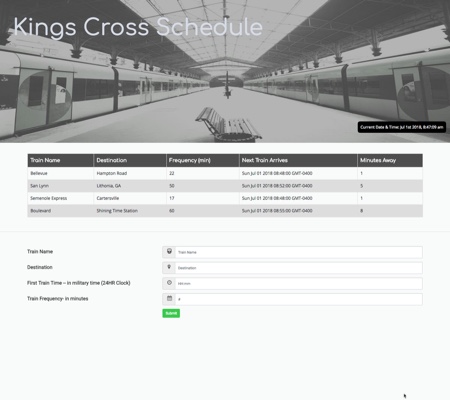 Kings Cross Schedule
Current Date & Time: Jul 1st 2018, 8:47:09 am
Train Name Destination Frequency (min) Next Train Arrives Minutes Away
Bellevue Hampton Road 22 Sun Jul 01 2018 08:48:00 GMT-0400 1
San Lynn Lithonia, GA 50 Sun Jul 01 2018 08:52:00 GMT-0400 5
Semenole Express Cartersville 17 Sun Jul 01 2018 08:48:00 GMT-0400 1
Boulevard Shining Time Station 60 Sun Jul 01 2018 08:55:00 GMT-0400 8
Train Name Train Name
Destination Destination
First Train Time – in military time (24HR Clock) HH:mm
Train Frequency- in minutes #
Submit